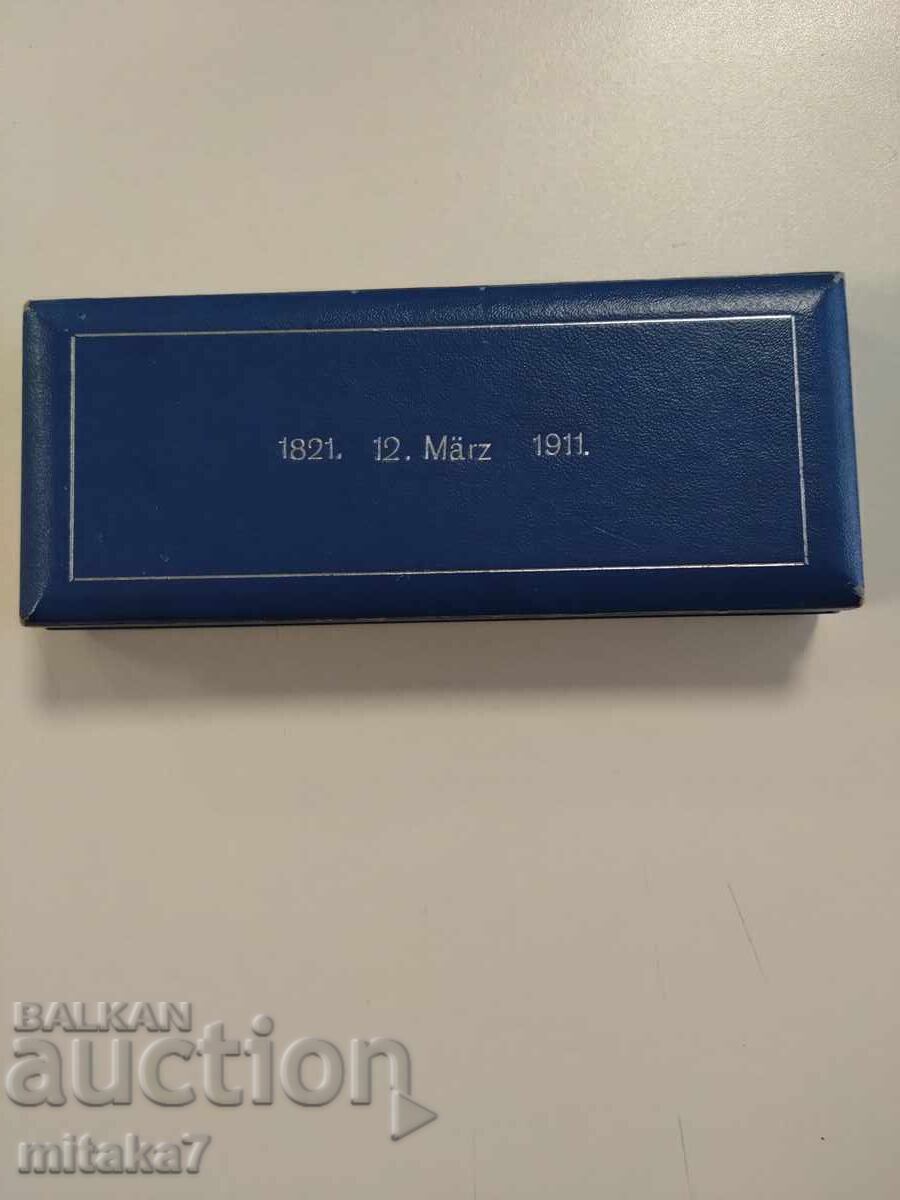 1821. 12. März 1911.
BALKAN
auction
mitaka7